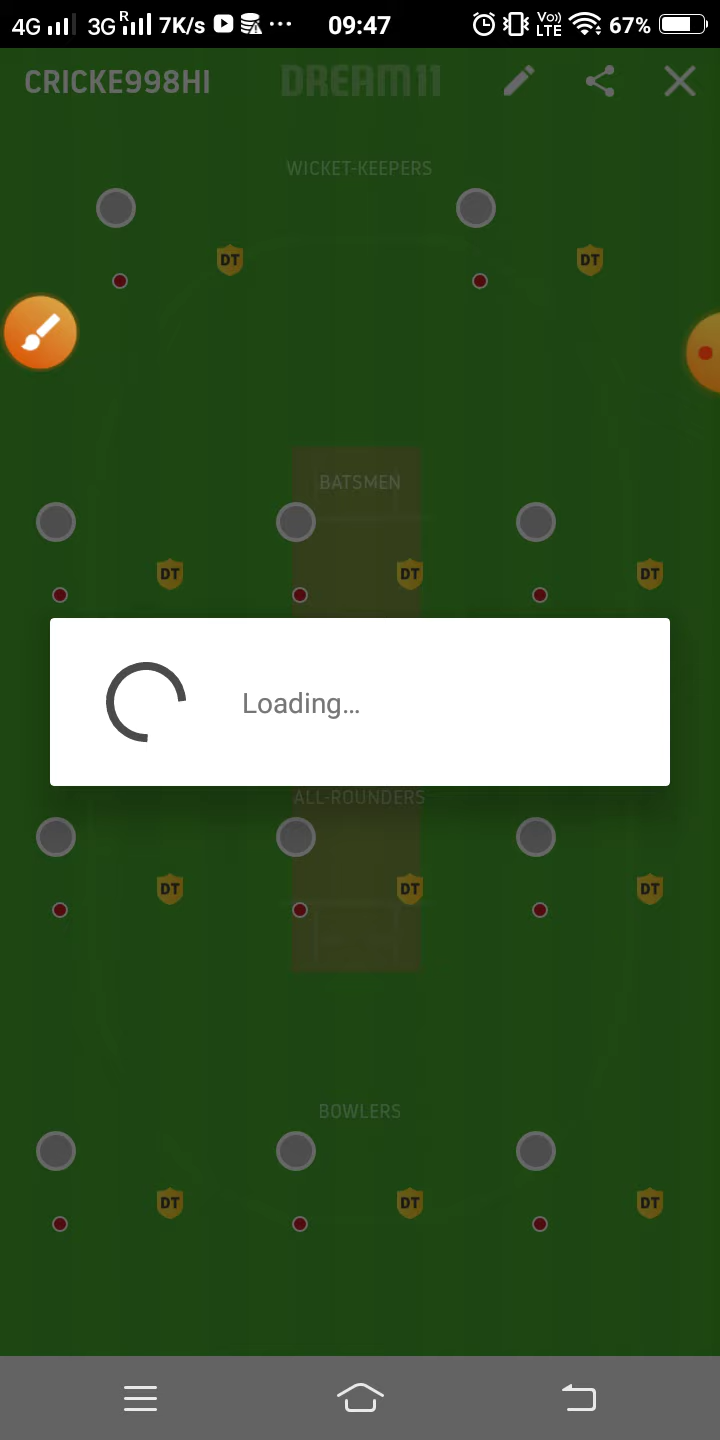 4G 3G R 7K/s 09:47 Vo) LTE 67%
CRICKE998HI DREAM11
WICKET-KEEPERS
DT DT
BATSMEN
DT DT DT
Loading...
ALL-ROUNDERS
DT DT DT
BOWLERS
DT DT DT